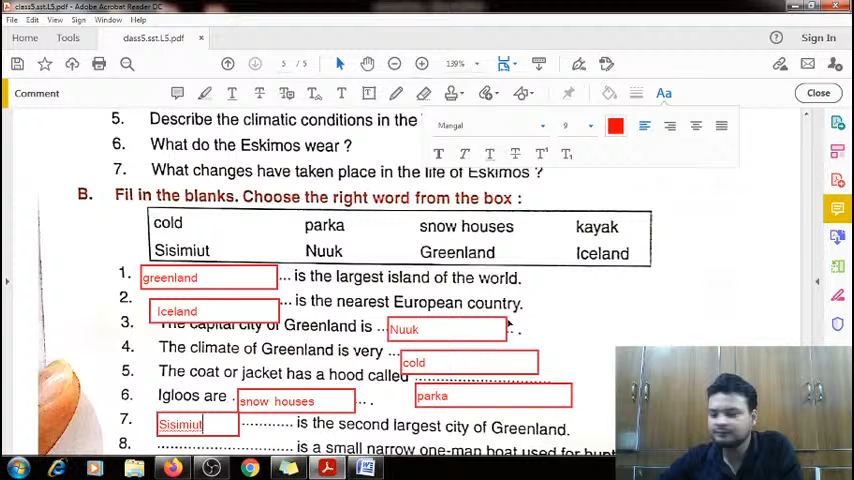 class5.sst.L5.pdf - Adobe Acrobat Reader DC
File Edit View Sign Window Help
Home Tools class5.sst.L5.pdf × Sign In
5 / 5 139%
Comment Aa Close
Mangal 9
5. Describe the climatic conditions in the
6. What do the Eskimos wear ?
7. What changes have taken place in the life of Eskimos ?
B. Fil in the blanks. Choose the right word from the box :
cold parka snow houses kayak
Sisimiut Nuuk Greenland Iceland
1. greenland ... is the largest island of the world.
2. Iceland ... is the nearest European country.
3. The capital city of Greenland is ... Nuuk .
4. The climate of Greenland is very ... cold
5. The coat or jacket has a hood called .............................. parka
6. Igloos are . snow houses ... .
7. Sisimiut ............ is the second largest city of Greenland.
8. .................................. is a small narrow one-man boat used for